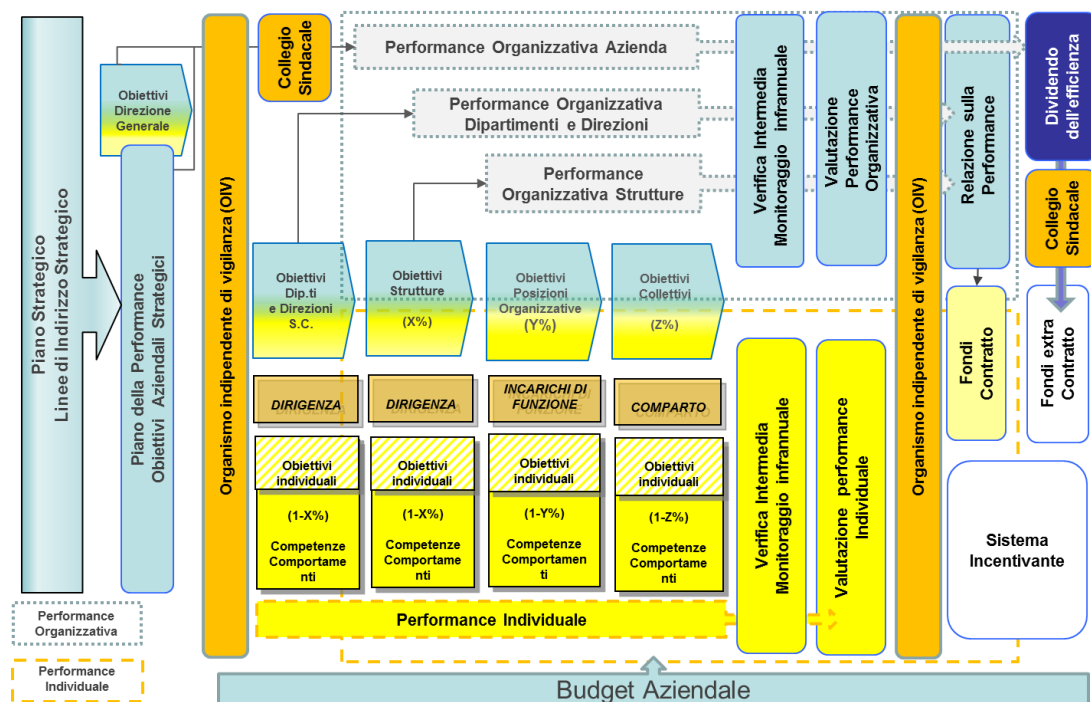 Piano Strategico
Linee di Indirizzo Strategico
Obiettivi
Direzione
Generale
Piano della Performance
Obiettivi Aziendali Strategici
Organismo indipendente di vigilanza (OIV)
Collegio
Sindacale
Performance Organizzativa Azienda
Performance Organizzativa
Dipartimenti e Direzioni
Performance
Organizzativa Strutture
Verifica Intermedia
Monitoraggio infrannuale
Valutazione
Performance
Organizzativa
Organismo indipendente di vigilanza (OIV)
Relazione sulla
Performance
Dividendo
dell'efficienza
Collegio
Sindacale
Fondi
Contratto
Fondi extra
Contratto
Obiettivi
Dip.ti
e Direzioni
S.C.
Obiettivi
Strutture
(X%)
Obiettivi
Posizioni
Organizzative
(Y%)
Obiettivi
Collettivi
(Z%)
DIRIGENZA
DIRIGENZA
INCARICHI DI
FUNZIONE
COMPARTO
Obiettivi
individuali
(1-X%)
Competenze
Comportame
nti
Obiettivi
individuali
(1-X%)
Competenze
Comportame
nti
Obiettivi
individuali
(1-Y%)
Competenze
Comportamen
ti
Obiettivi
individuali
(1-Z%)
Competenze
Comportame
nti
Verifica Intermedia
Monitoraggio infrannuale
Valutazione performance
Individuale
Sistema
Incentivante
Performance Individuale
Performance
Organizzativa
Performance
Individuale
Budget Aziendale